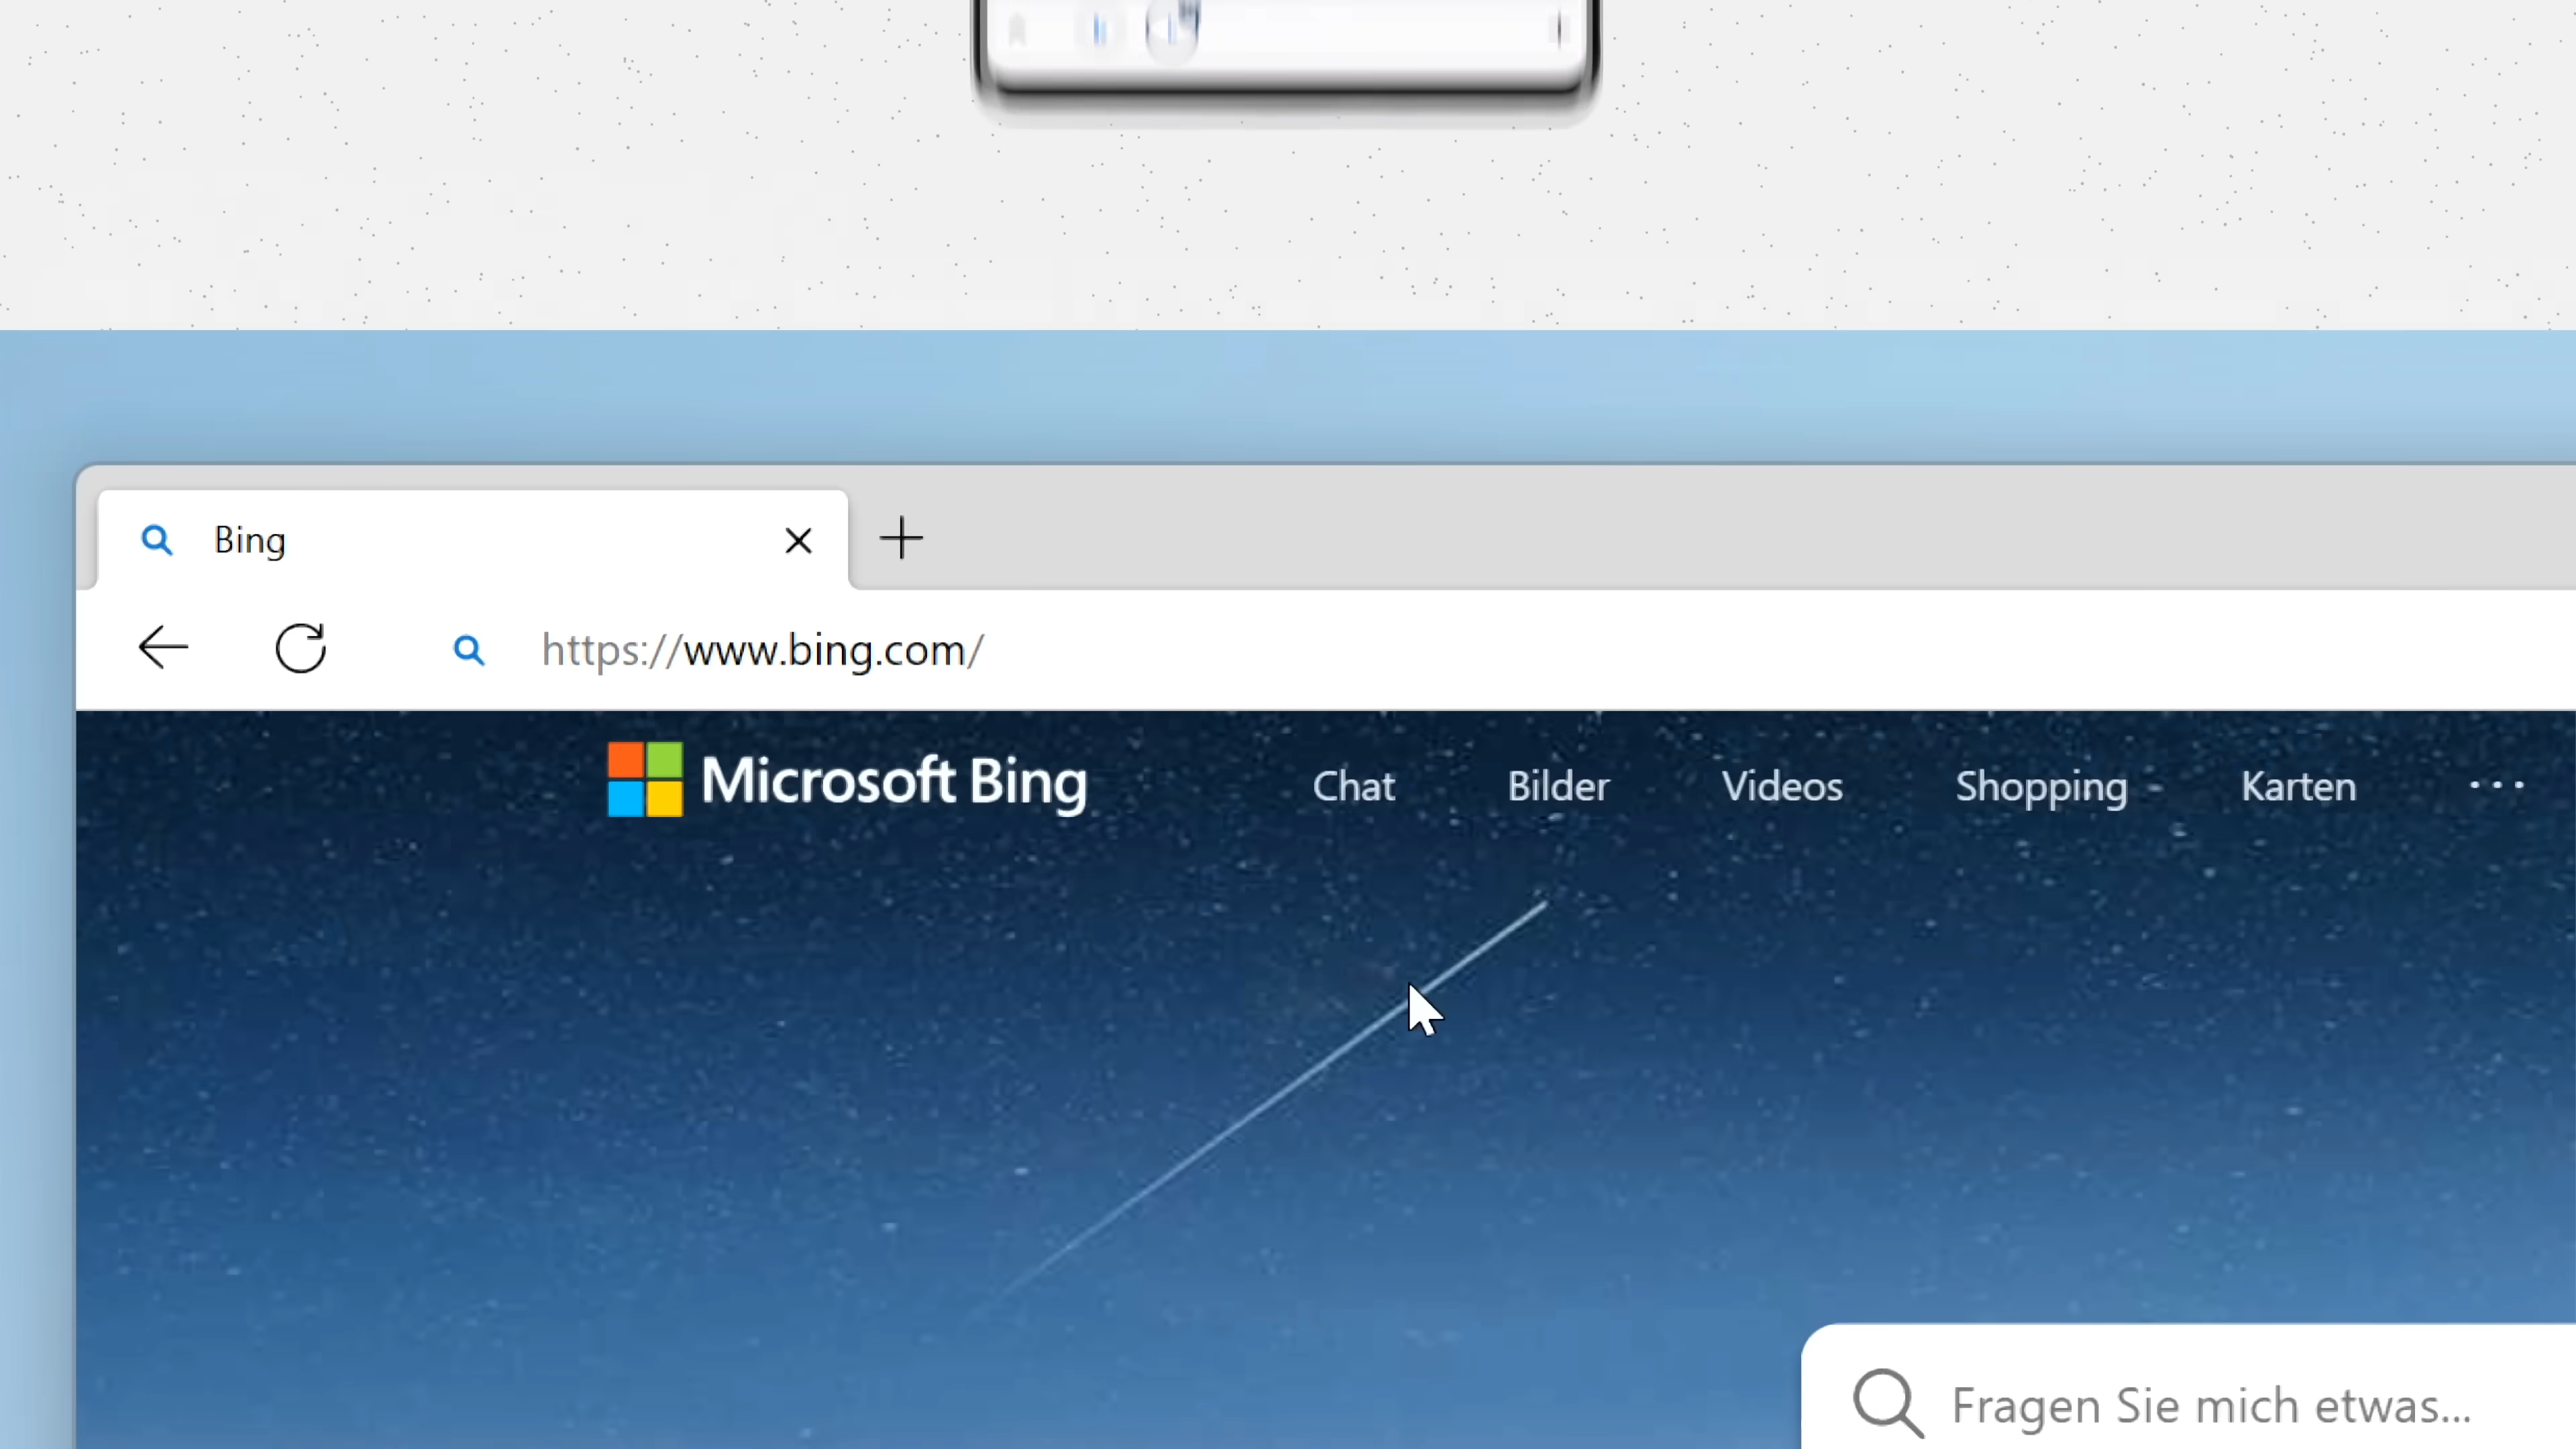 Bing
https://www.bing.com/
Microsoft Bing Chat Bilder Videos Shopping Karten ...
Fragen Sie mich etwas...